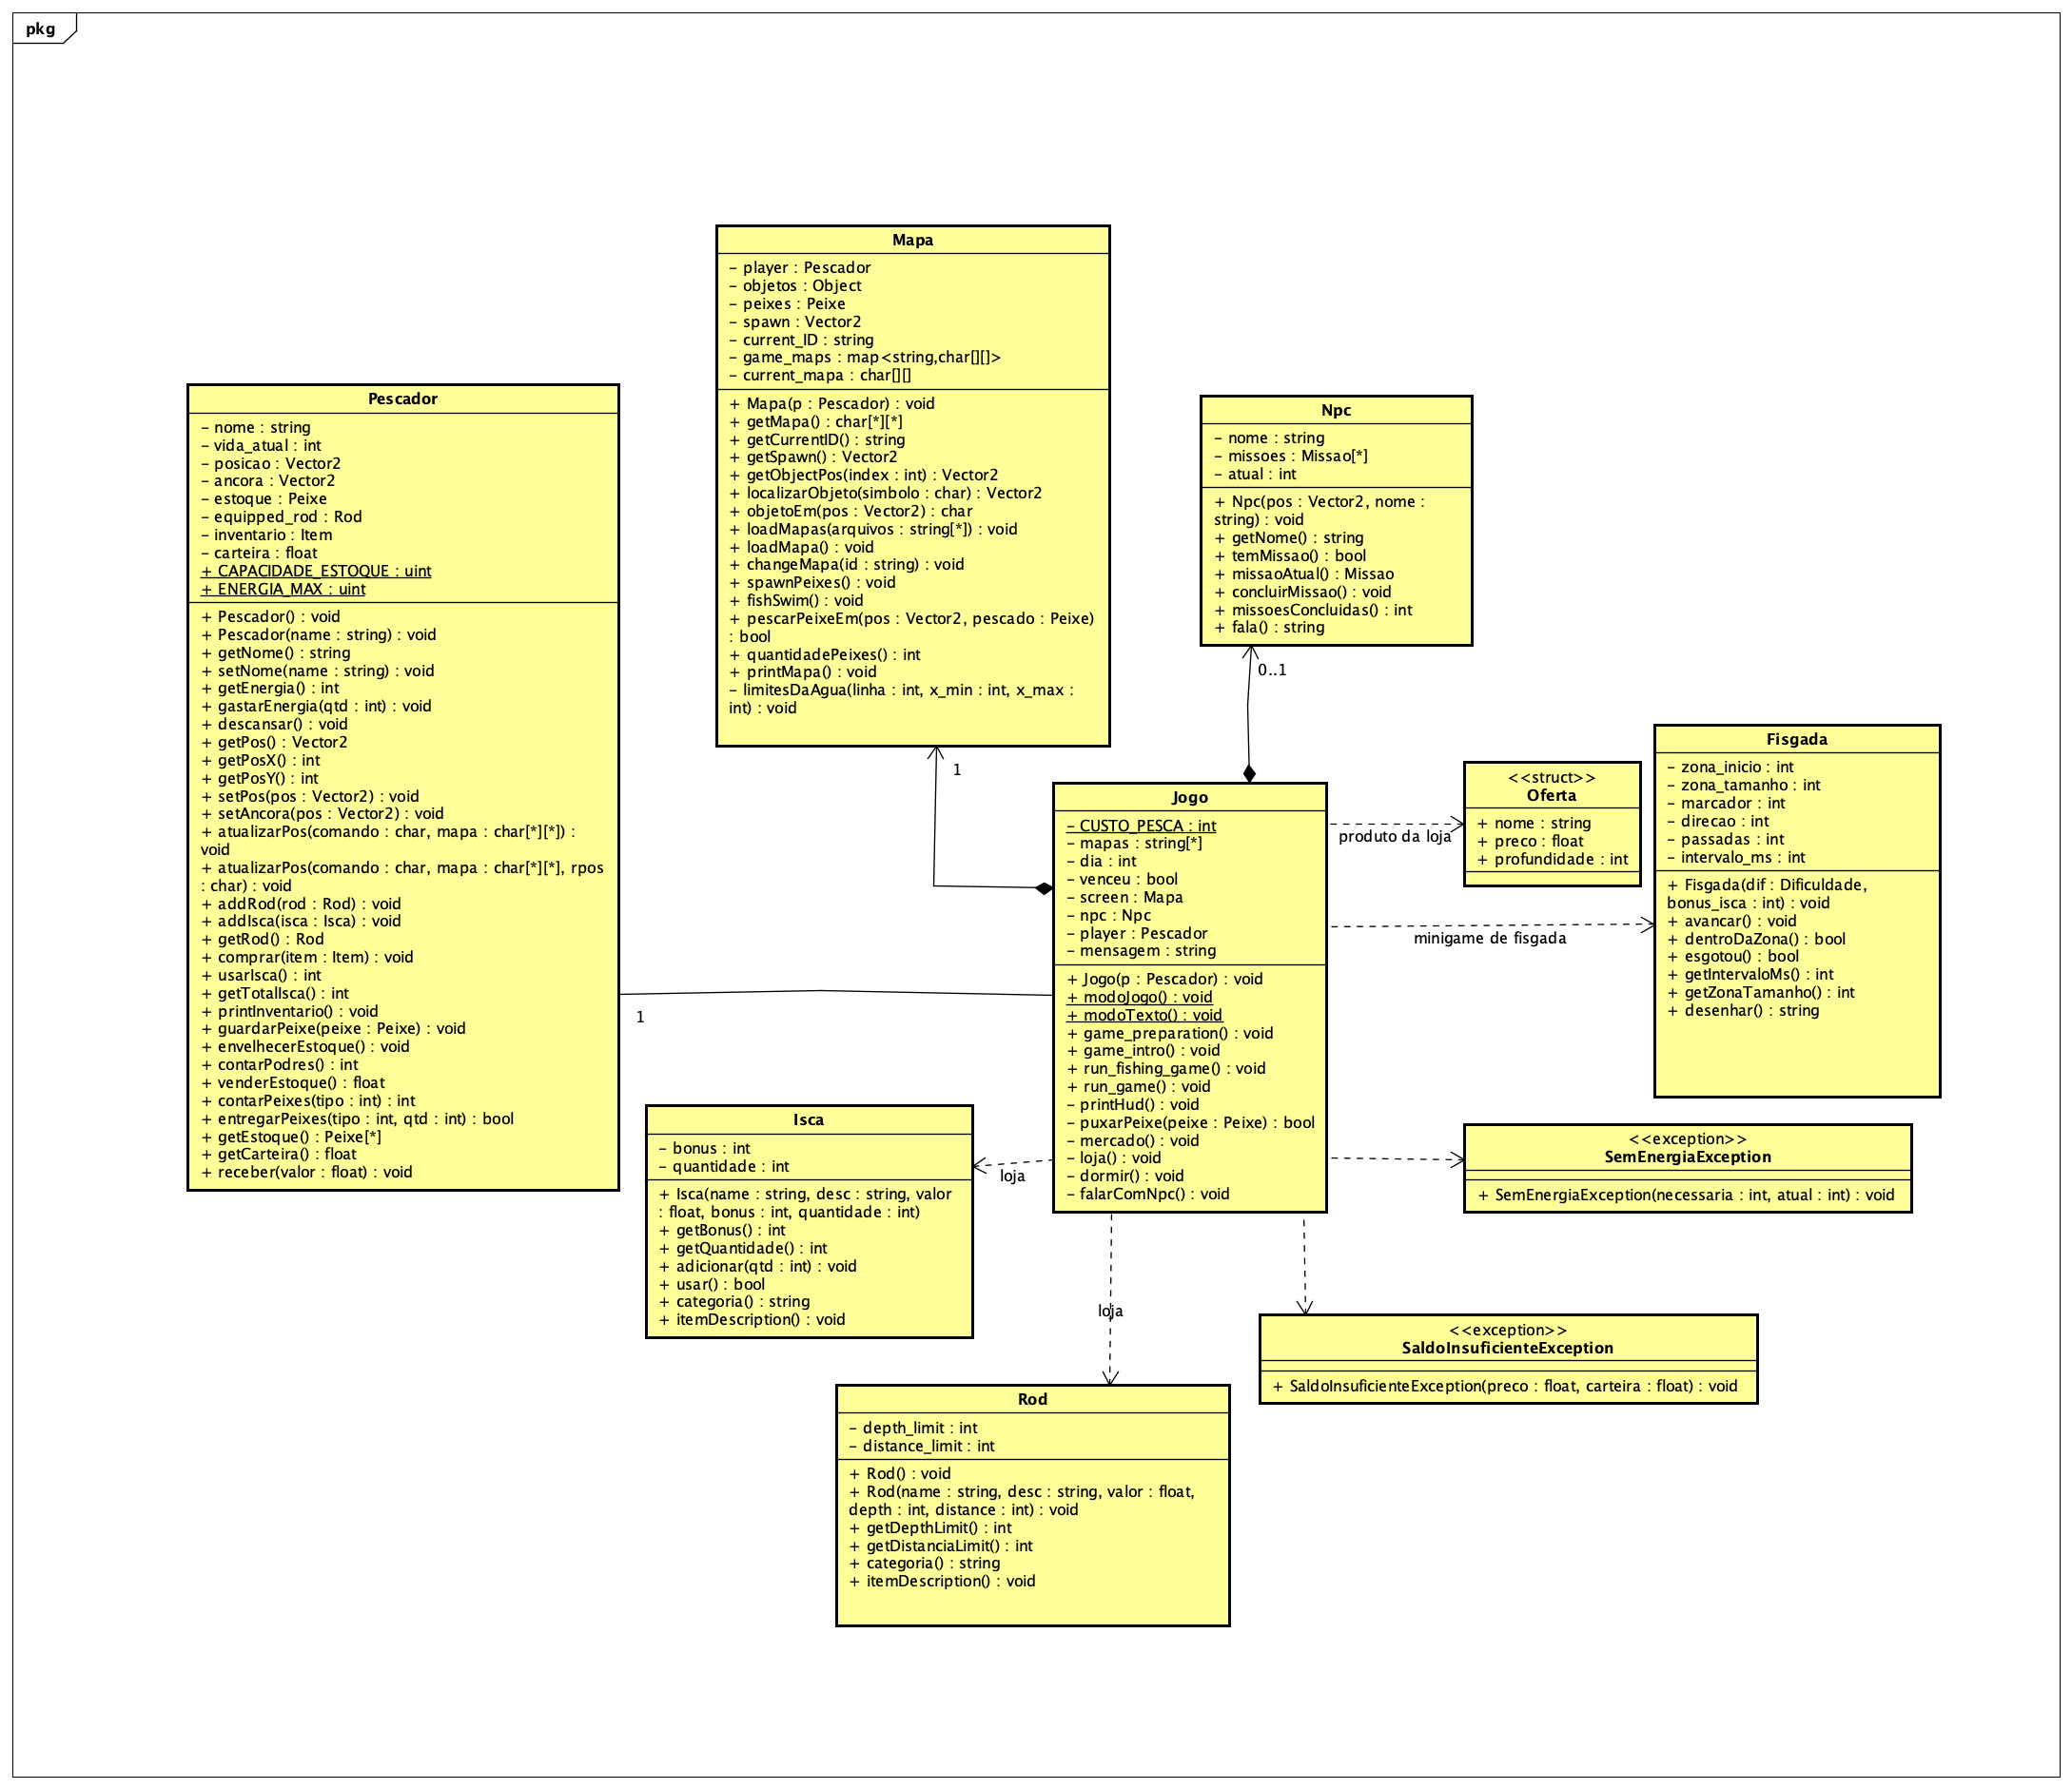 pkg
Mapa
– player : Pescador
– objetos : Object
– peixes : Peixe
– spawn : Vector2
– current_ID : string
– game_maps : map<string,char[][]>
– current_mapa : char[][]
+ Mapa(p : Pescador) : void
+ getMapa() : char[*][*]
+ getCurrentID() : string
+ getSpawn() : Vector2
+ getObjectPos(index : int) : Vector2
+ localizarObjeto(simbolo : char) : Vector2
+ objetoEm(pos : Vector2) : char
+ loadMapas(arquivos : string[*]) : void
+ loadMapa() : void
+ changeMapa(id : string) : void
+ spawnPeixes() : void
+ fishSwim() : void
+ pescarPeixeEm(pos : Vector2, pescado : Peixe)
: bool
+ quantidadePeixes() : int
+ printMapa() : void
– limitesDaAgua(linha : int, x_min : int, x_max :
int) : void
1
Pescador
– nome : string
– vida_atual : int
– posicao : Vector2
– ancora : Vector2
– estoque : Peixe
– equipped_rod : Rod
– inventario : Item
– carteira : float
+ CAPACIDADE_ESTOQUE : uint
+ ENERGIA_MAX : uint
+ Pescador() : void
+ Pescador(name : string) : void
+ getNome() : string
+ setNome(name : string) : void
+ getEnergia() : int
+ gastarEnergia(qtd : int) : void
+ descansar() : void
+ getPos() : Vector2
+ getPosX() : int
+ getPosY() : int
+ setPos(pos : Vector2) : void
+ setAncora(pos : Vector2) : void
+ atualizarPos(comando : char, mapa : char[*][*]) :
void
+ atualizarPos(comando : char, mapa : char[*][*], rpos
: char) : void
+ addRod(rod : Rod) : void
+ addIsca(isca : Isca) : void
+ getRod() : Rod
+ comprar(item : Item) : void
+ usarIsca() : int
+ getTotalIsca() : int
+ printInventario() : void
+ guardarPeixe(peixe : Peixe) : void
+ envelhecerEstoque() : void
+ contarPodres() : int
+ venderEstoque() : float
+ contarPeixes(tipo : int) : int
+ entregarPeixes(tipo : int, qtd : int) : bool
+ getEstoque() : Peixe[*]
+ getCarteira() : float
+ receber(valor : float) : void
1
Npc
– nome : string
– missoes : Missao[*]
– atual : int
+ Npc(pos : Vector2, nome :
string) : void
+ getNome() : string
+ temMissao() : bool
+ missaoAtual() : Missao
+ concluirMissao() : void
+ missoesConcluidas() : int
+ fala() : string
0..1
Jogo
– CUSTO_PESCA : int
– mapas : string[*]
– dia : int
– venceu : bool
– screen : Mapa
– npc : Npc
– player : Pescador
– mensagem : string
+ Jogo(p : Pescador) : void
+ modoJogo() : void
+ modoTexto() : void
+ game_preparation() : void
+ game_intro() : void
+ run_fishing_game() : void
+ run_game() : void
– printHud() : void
– puxarPeixe(peixe : Peixe) : bool
– mercado() : void
– loja() : void
– dormir() : void
– falarComNpc() : void
produto da loja
<<struct>>
Oferta
+ nome : string
+ preco : float
+ profundidade : int
minigame de fisgada
Fisgada
– zona_inicio : int
– zona_tamanho : int
– marcador : int
– direcao : int
– passadas : int
– intervalo_ms : int
+ Fisgada(dif : Dificuldade,
bonus_isca : int) : void
+ avancar() : void
+ dentroDaZona() : bool
+ esgotou() : bool
+ getIntervaloMs() : int
+ getZonaTamanho() : int
+ desenhar() : string
Isca
– bonus : int
– quantidade : int
+ Isca(name : string, desc : string, valor
: float, bonus : int, quantidade : int)
+ getBonus() : int
+ getQuantidade() : int
+ adicionar(qtd : int) : void
+ usar() : bool
+ categoria() : string
+ itemDescription() : void
loja
<<exception>>
SemEnergiaException
+ SemEnergiaException(necessaria : int, atual : int) : void
loja
<<exception>>
SaldoInsuficienteException
+ SaldoInsuficienteException(preco : float, carteira : float) : void
Rod
– depth_limit : int
– distance_limit : int
+ Rod() : void
+ Rod(name : string, desc : string, valor : float,
depth : int, distance : int) : void
+ getDepthLimit() : int
+ getDistanciaLimit() : int
+ categoria() : string
+ itemDescription() : void